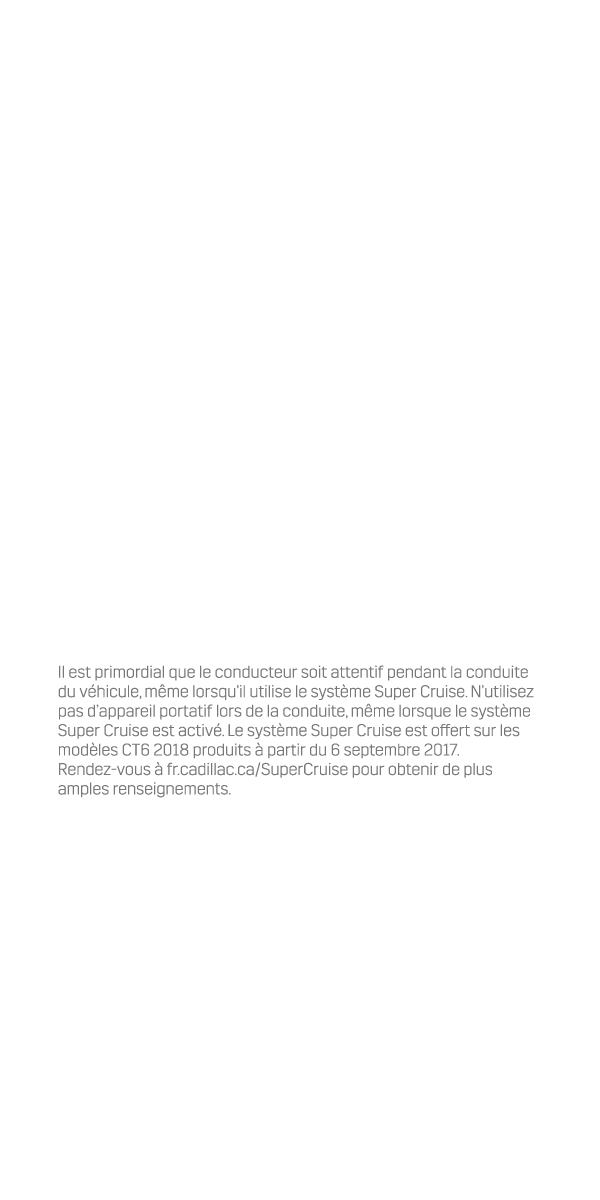 Il est primordial que le conducteur soit attentif pendant la conduite
du véhicule, même lorsqu'il utilise le système Super Cruise. N'utilisez
pas d'appareil portatif lors de la conduite, même lorsque le système
Super Cruise est activé. Le système Super Cruise est offert sur les
modèles CT6 2018 produits à partir du 6 septembre 2017.
Rendez-vous à fr.cadillac.ca/SuperCruise pour obtenir de plus
amples renseignements.